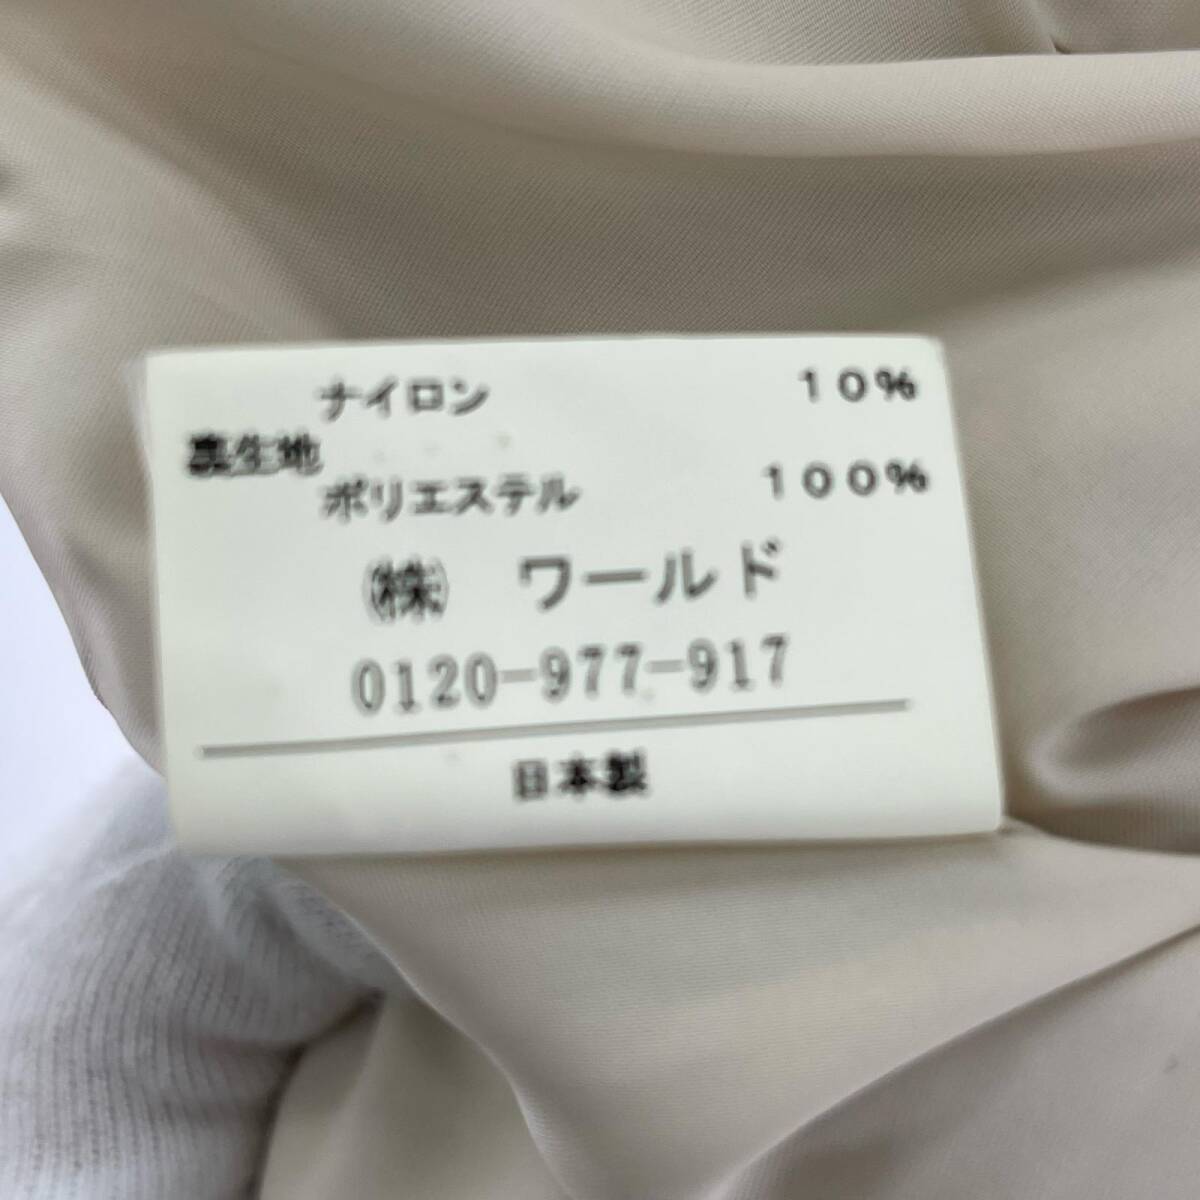 ナイロン 10%
裏生地
ポリエステル 100%
㈱ ワールド
0120-977-917
日本製